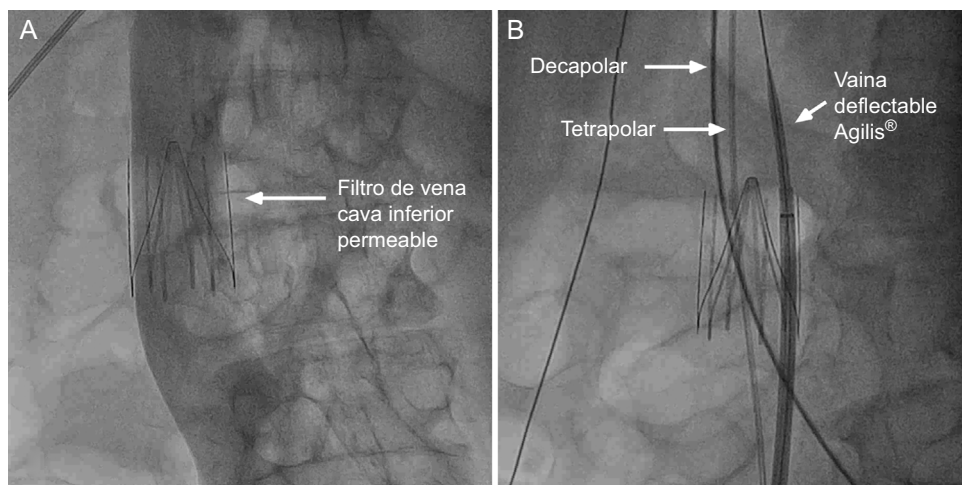 A
Filtro de vena
cava inferior
permeable
B
Decapolar
Tetrapolar
Vaina
deflectable
Agilis®